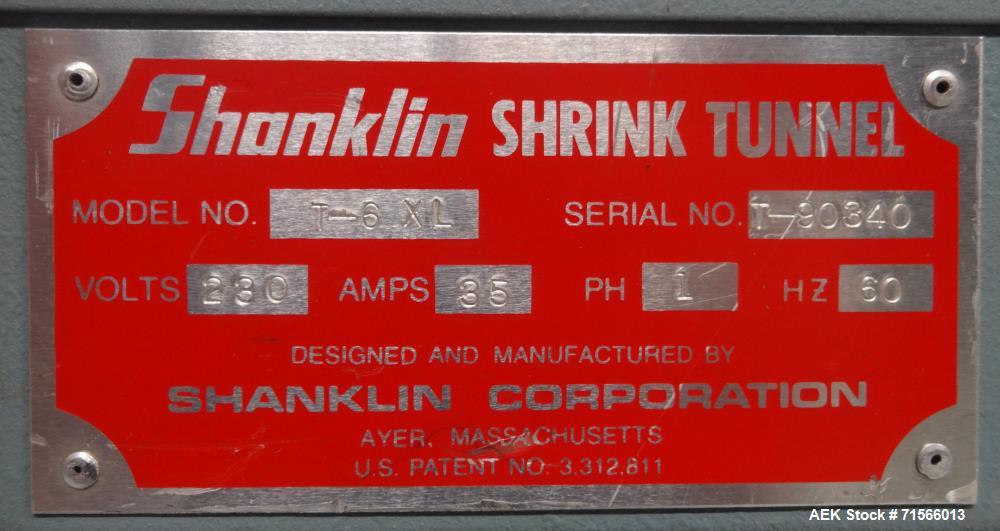 Shanklin SHRINK TUNNEL
MODEL NO. T-6 XL SERIAL NO. T-90340
VOLTS 230 AMPS 35 PH 1 HZ 60
DESIGNED AND MANUFACTURED BY
SHANKLIN CORPORATION
AYER, MASSACHUSETTS
U.S. PATENT NO. 3.312.811
AEK Stock #71566013